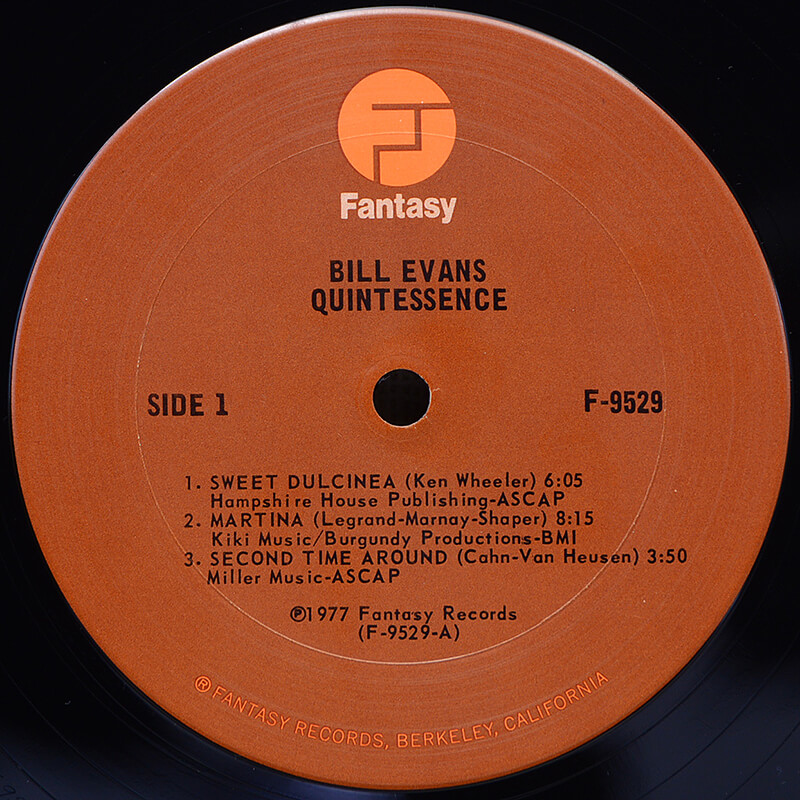 Fantasy
BILL EVANS
QUINTESSENCE
SIDE 1
F-9529
1. SWEET DULCINEA (Ken Wheeler) 6:05
Hampshire House Publishing-ASCAP
2. MARTINA (Legrand-Marnay-Shaper) 8:15
Kiki Music/Burgundy Productions-BMI
3. SECOND TIME AROUND (Cahn-Van Heusen) 3:50
Miller Music-ASCAP
℗1977 Fantasy Records
(F-9529-A)
® FANTASY RECORDS, BERKELEY, CALIFORNIA